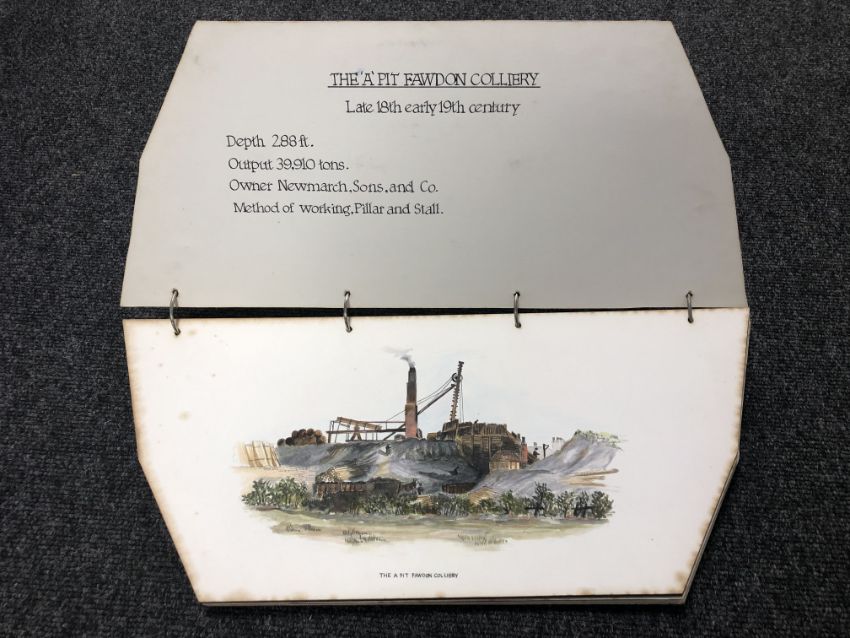 THE 'A' PIT FAWDON COLLIERY
Late 18th early 19th century
Depth 288 ft.
Output 39,910 tons.
Owner Newmarch, Sons, and Co.
Method of working, Pillar and Stall.
THE A PIT FAWDON COLLIERY